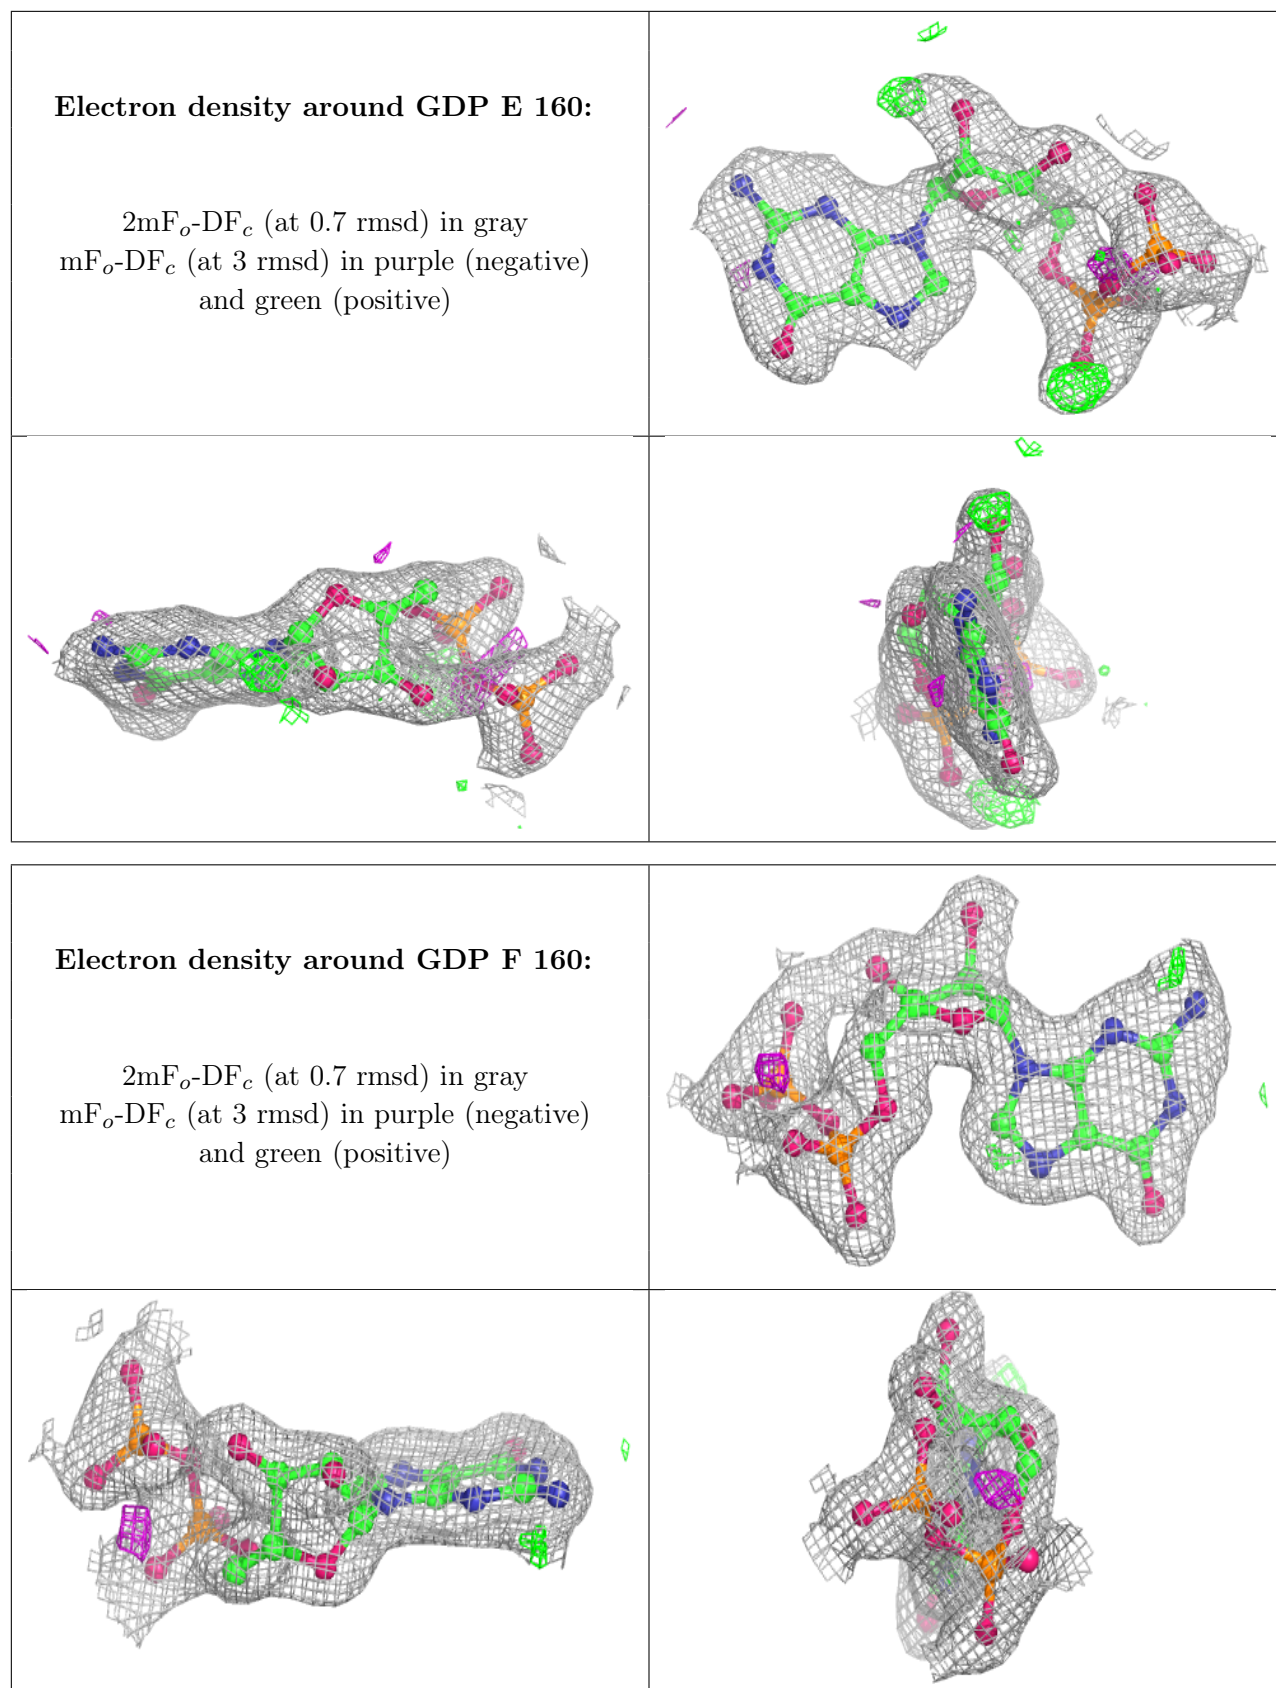 Electron density around GDP E 160:
2mFo-DFc (at 0.7 rmsd) in gray
mFo-DFc (at 3 rmsd) in purple (negative)
and green (positive)
Electron density around GDP F 160:
2mFo-DFc (at 0.7 rmsd) in gray
mFo-DFc (at 3 rmsd) in purple (negative)
and green (positive)